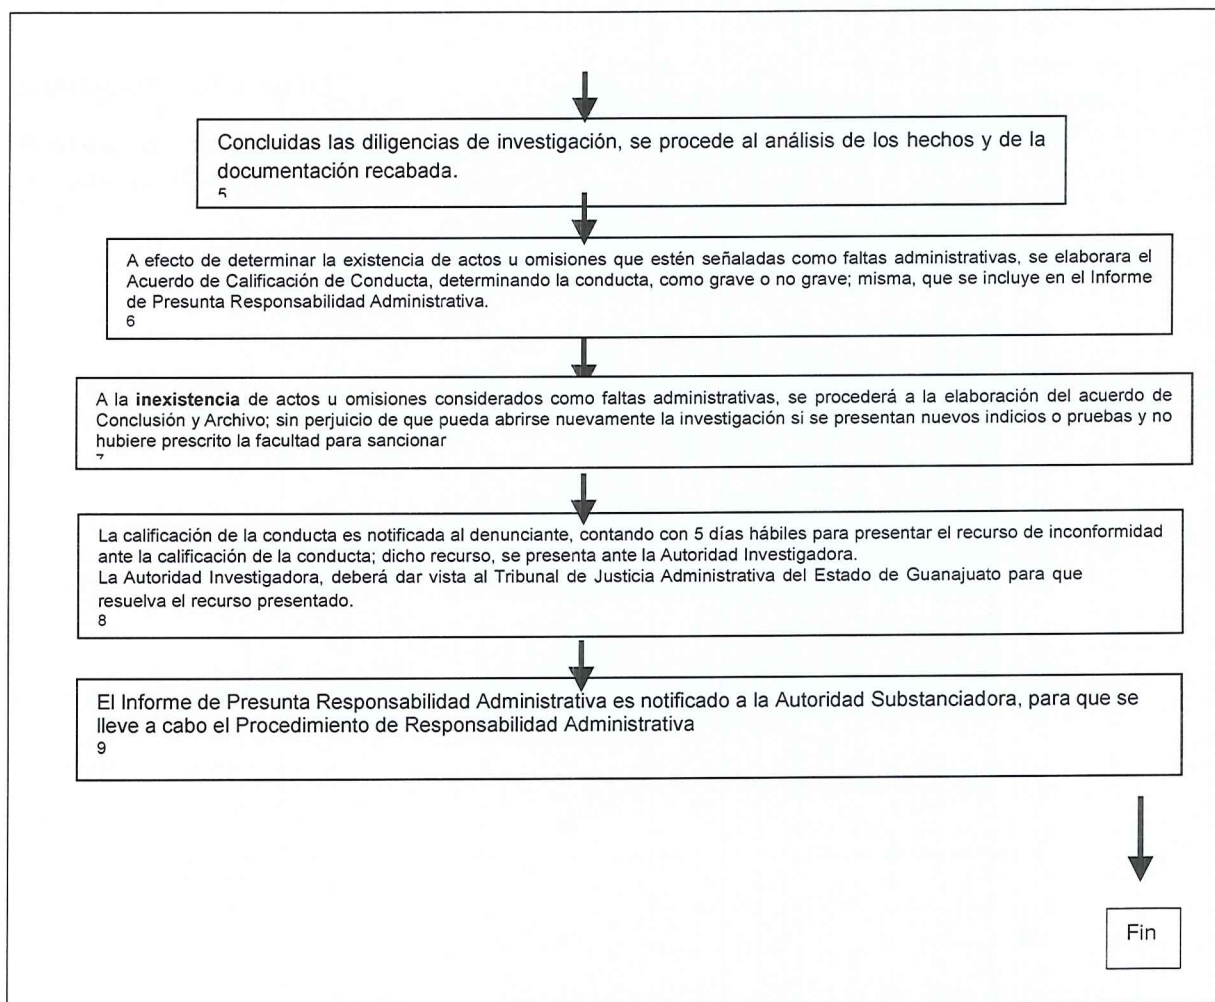 Concluidas las diligencias de investigación, se procede al análisis de los hechos y de la
documentación recabada.
5
A efecto de determinar la existencia de actos u omisiones que estén señaladas como faltas administrativas, se elaborara el
Acuerdo de Calificación de Conducta, determinando la conducta, como grave o no grave; misma, que se incluye en el Informe
de Presunta Responsabilidad Administrativa.
6
A la inexistencia de actos u omisiones considerados como faltas administrativas, se procederá a la elaboración del acuerdo de
Conclusión y Archivo; sin perjuicio de que pueda abrirse nuevamente la investigación si se presentan nuevos indicios o pruebas y no
hubiere prescrito la facultad para sancionar
7
La calificación de la conducta es notificada al denunciante, contando con 5 días hábiles para presentar el recurso de inconformidad
ante la calificación de la conducta; dicho recurso, se presenta ante la Autoridad Investigadora.
La Autoridad Investigadora, deberá dar vista al Tribunal de Justicia Administrativa del Estado de Guanajuato para que
resuelva el recurso presentado.
8
El Informe de Presunta Responsabilidad Administrativa es notificado a la Autoridad Substanciadora, para que se
lleve a cabo el Procedimiento de Responsabilidad Administrativa
9
Fin